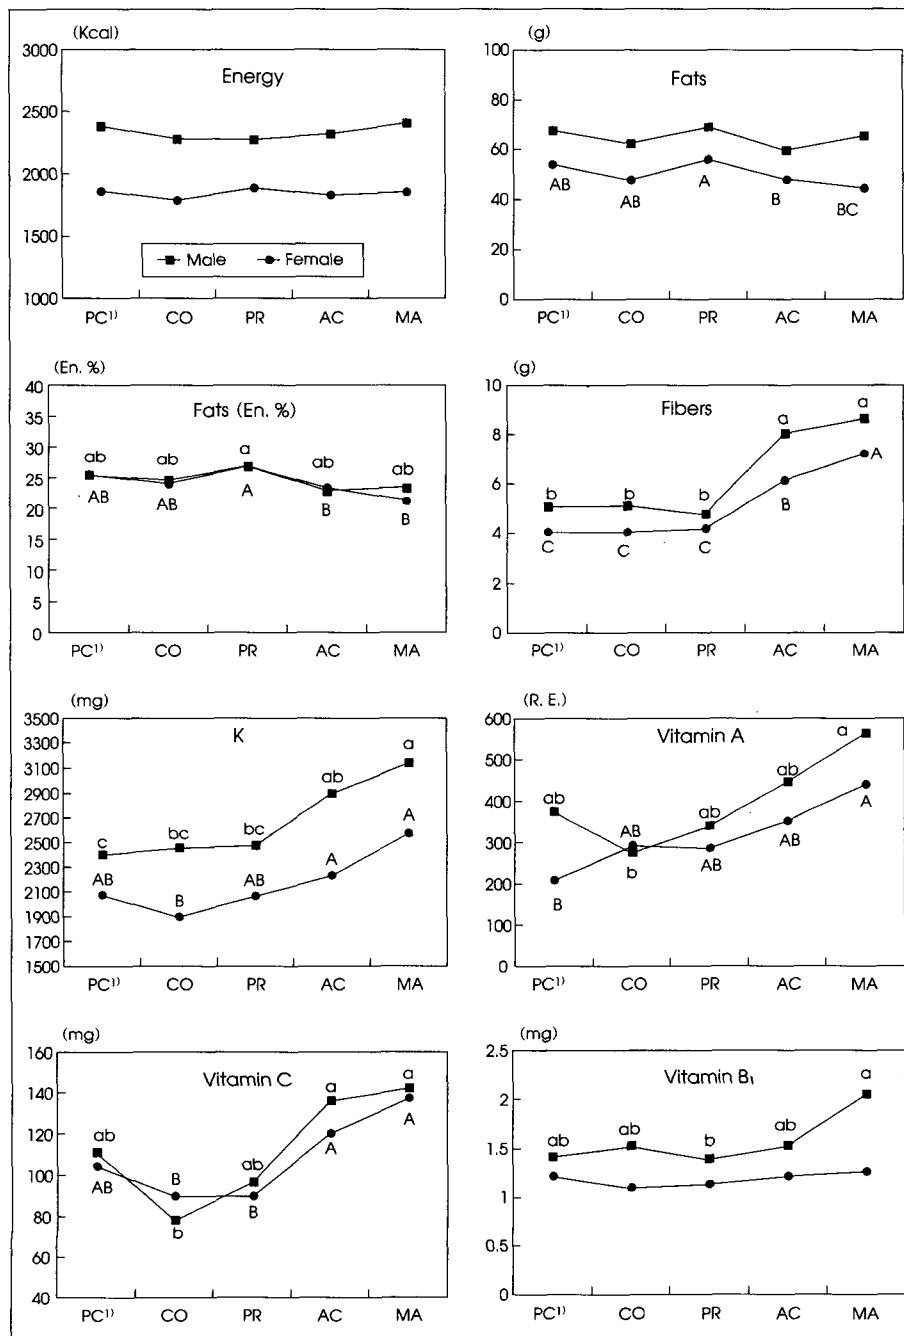 (Kcal)
Energy
3000
2500
2000
1500
1000
Male Female
PC¹⁾ CO PR AC MA
(g)
Fats
100
80
60
40
20
0
AB AB A B BC
PC¹⁾ CO PR AC MA
(En. %)
Fats (En. %)
40
35
30
25
20
15
10
5
0
ab ab a ab ab
AB AB A B B
PC¹⁾ CO PR AC MA
(g)
Fibers
10
8
6
4
2
0
b b b a a
C C C B A
PC¹⁾ CO PR AC MA
(mg)
K
3500
3300
3100
2900
2700
2500
2300
2100
1900
1700
1500
c bc bc ab a
AB B AB A A
PC¹⁾ CO PR AC MA
(R. E.)
Vitamin A
600
500
400
300
200
100
0
ab b ab ab a
B AB AB AB A
PC¹⁾ CO PR AC MA
(mg)
Vitamin C
160
140
120
100
80
60
40
ab b ab a a
AB B B A A
PC¹⁾ CO PR AC MA
(mg)
Vitamin B₁
2.5
2
1.5
1
0.5
0
ab ab b ab a
PC¹⁾ CO PR AC MA